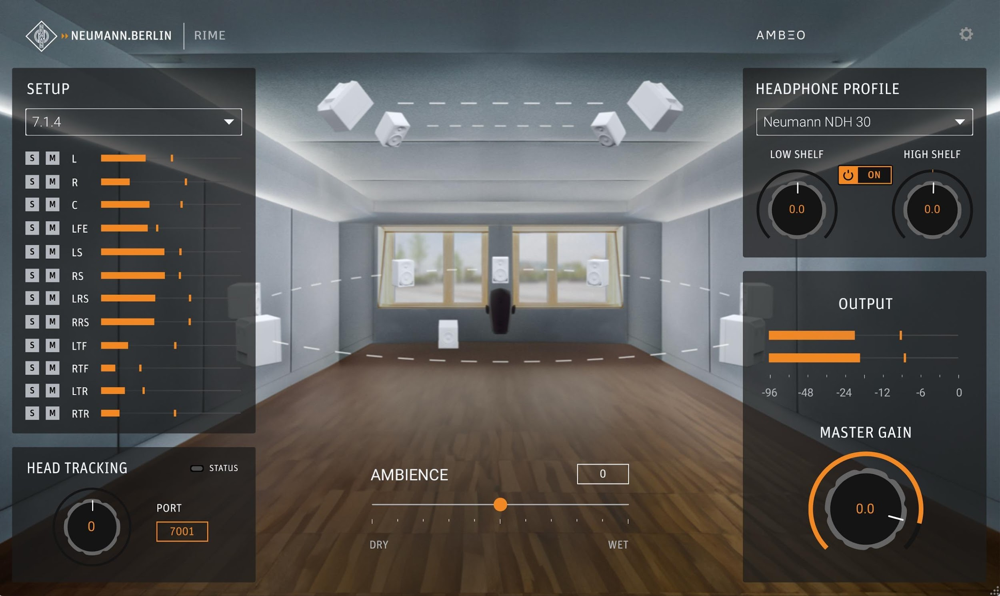 NEUMANN
NEUMANN.BERLIN
RIME
AMBΞO
SETUP
7.1.4
S M L
S M R
S M C
S M LFE
S M LS
S M RS
S M LRS
S M RRS
S M LTF
S M RTF
S M LTR
S M RTR
HEAD TRACKING
STATUS
0
PORT
7001
AMBIENCE
0
DRY WET
HEADPHONE PROFILE
Neumann NDH 30
LOW SHELF
HIGH SHELF
ON
0.0
0.0
OUTPUT
-96 -48 -24 -12 -6 0
MASTER GAIN
0.0